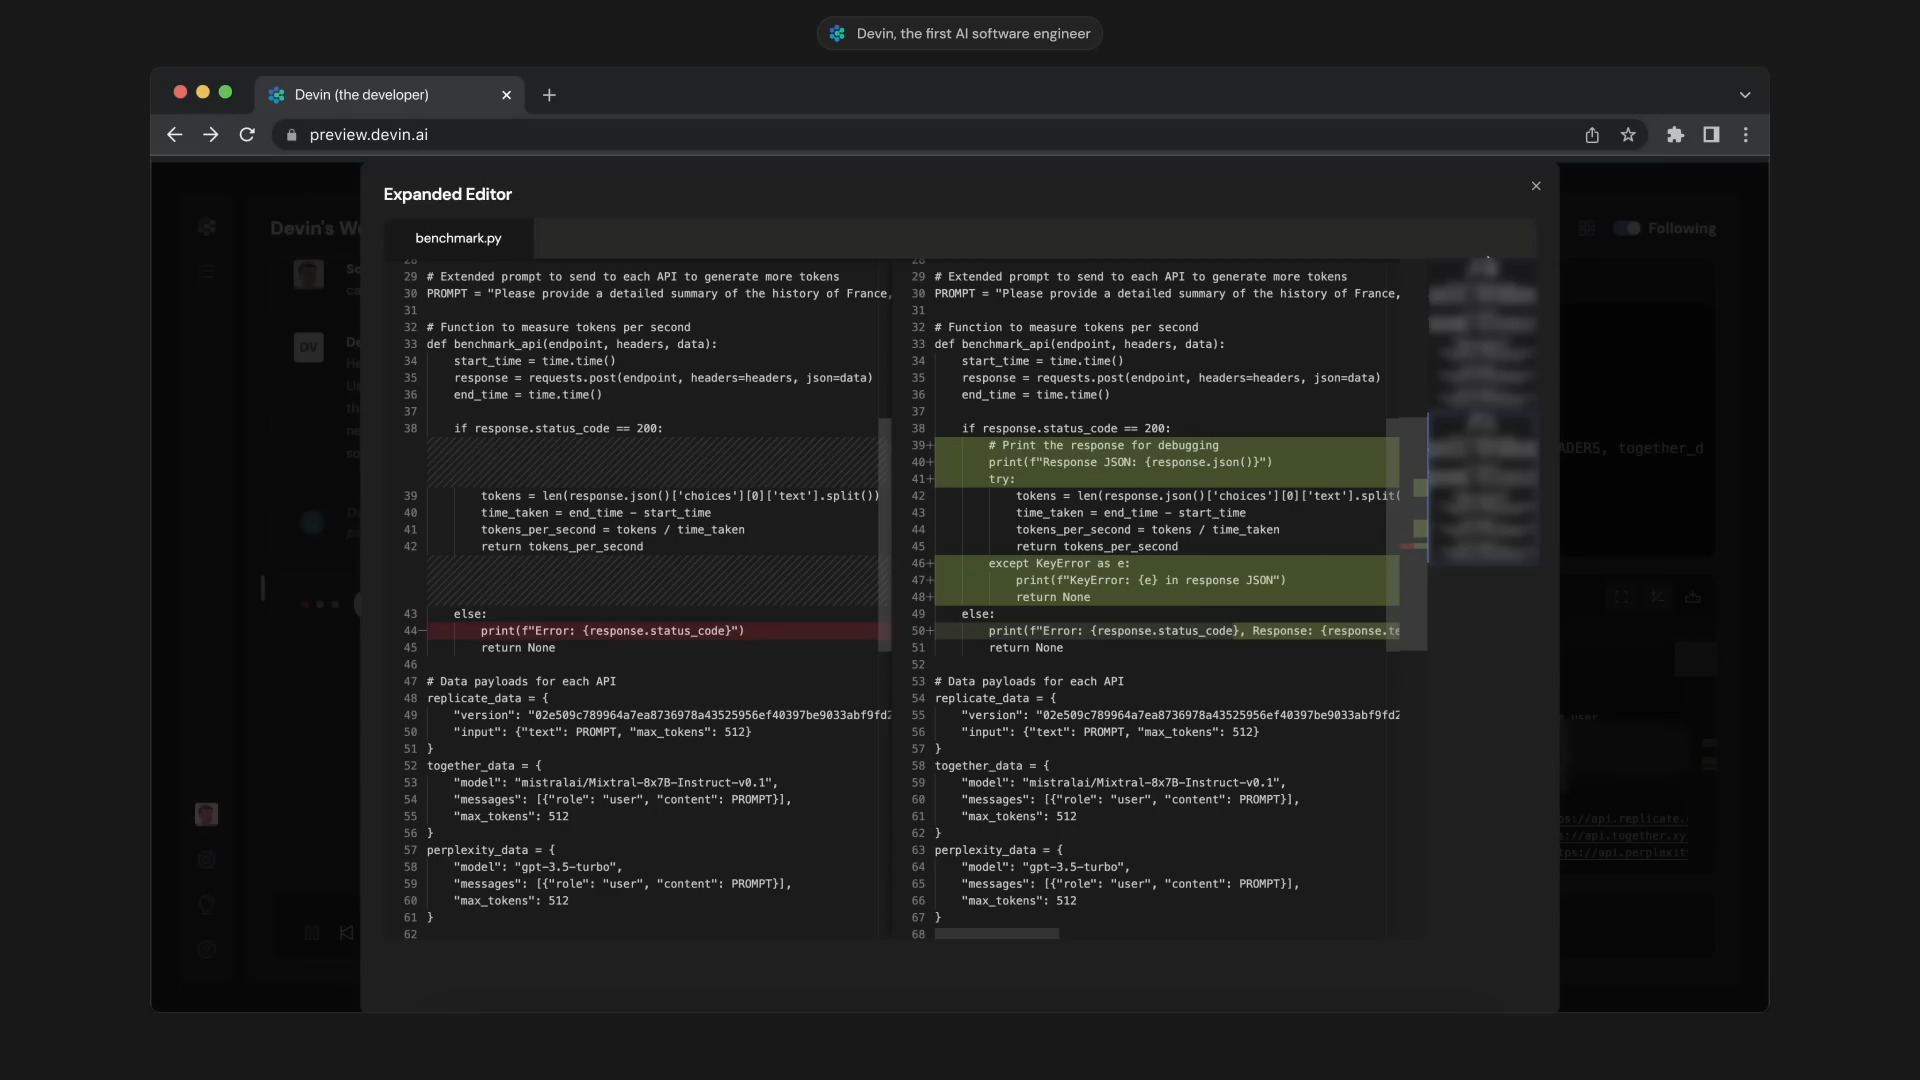 Devin, the first AI software engineer
Devin (the developer)
preview.devin.ai
Expanded Editor
Devin's
Following
benchmark.py
28
29 # Extended prompt to send to each API to generate more tokens
30 PROMPT = "Please provide a detailed summary of the history of France,
31
32 # Function to measure tokens per second
33 def benchmark_api(endpoint, headers, data):
34 start_time = time.time()
35 response = requests.post(endpoint, headers=headers, json=data)
36 end_time = time.time()
37
38 if response.status_code == 200:
39 tokens = len(response.json()['choices'][0]['text'].split())
40 time_taken = end_time - start_time
41 tokens_per_second = tokens / time_taken
42 return tokens_per_second
43 else:
44- print(f"Error: {response.status_code}")
45 return None
46
47 # Data payloads for each API
48 replicate_data = {
49 "version": "02e509c789964a7ea8736978a43525956ef40397be9033abf9fd2
50 "input": {"text": PROMPT, "max_tokens": 512}
51 }
52 together_data = {
53 "model": "mistralai/Mixtral-8x7B-Instruct-v0.1",
54 "messages": [{"role": "user", "content": PROMPT}],
55 "max_tokens": 512
56 }
57 perplexity_data = {
58 "model": "gpt-3.5-turbo",
59 "messages": [{"role": "user", "content": PROMPT}],
60 "max_tokens": 512
61 }
62
28
29 # Extended prompt to send to each API to generate more tokens
30 PROMPT = "Please provide a detailed summary of the history of France,
31
32 # Function to measure tokens per second
33 def benchmark_api(endpoint, headers, data):
34 start_time = time.time()
35 response = requests.post(endpoint, headers=headers, json=data)
36 end_time = time.time()
37
38 if response.status_code == 200:
39+ # Print the response for debugging
40+ print(f"Response JSON: {response.json()}")
41+ try:
42 tokens = len(response.json()['choices'][0]['text'].split(
43 time_taken = end_time - start_time
44 tokens_per_second = tokens / time_taken
45 return tokens_per_second
46+ except KeyError as e:
47+ print(f"KeyError: {e} in response JSON")
48+ return None
49 else:
50+ print(f"Error: {response.status_code}, Response: {response.te
51 return None
52
53 # Data payloads for each API
54 replicate_data = {
55 "version": "02e509c789964a7ea8736978a43525956ef40397be9033abf9fd2
56 "input": {"text": PROMPT, "max_tokens": 512}
57 }
58 together_data = {
59 "model": "mistralai/Mixtral-8x7B-Instruct-v0.1",
60 "messages": [{"role": "user", "content": PROMPT}],
61 "max_tokens": 512
62 }
63 perplexity_data = {
64 "model": "gpt-3.5-turbo",
65 "messages": [{"role": "user", "content": PROMPT}],
66 "max_tokens": 512
67 }
68
DV
ADERS, together_d
ps://api.replicate.
s://api.together.xy
tps://api.perplexit